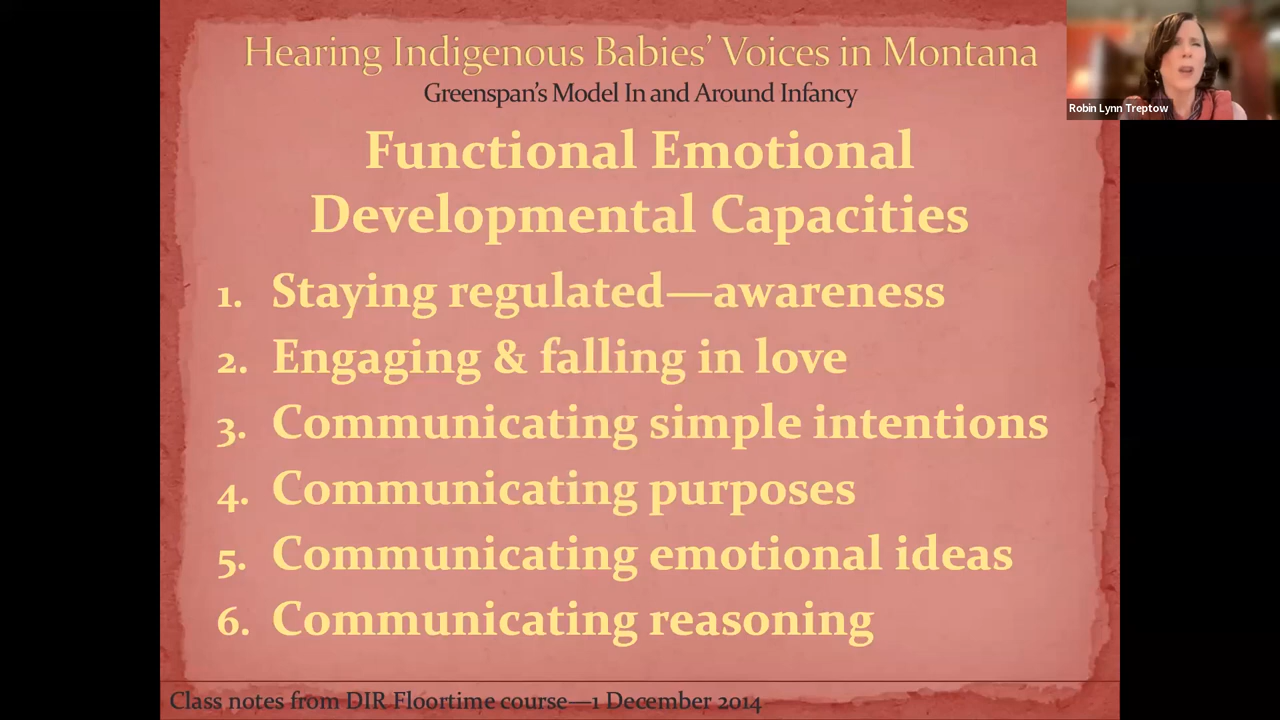 Hearing Indigenous Babies' Voices in Montana
Greenspan's Model In and Around Infancy
Functional Emotional
Developmental Capacities
1. Staying regulated—awareness
2. Engaging & falling in love
3. Communicating simple intentions
4. Communicating purposes
5. Communicating emotional ideas
6. Communicating reasoning
Class notes from DIR Floortime course—1 December 2014
Robin Lynn Treptow